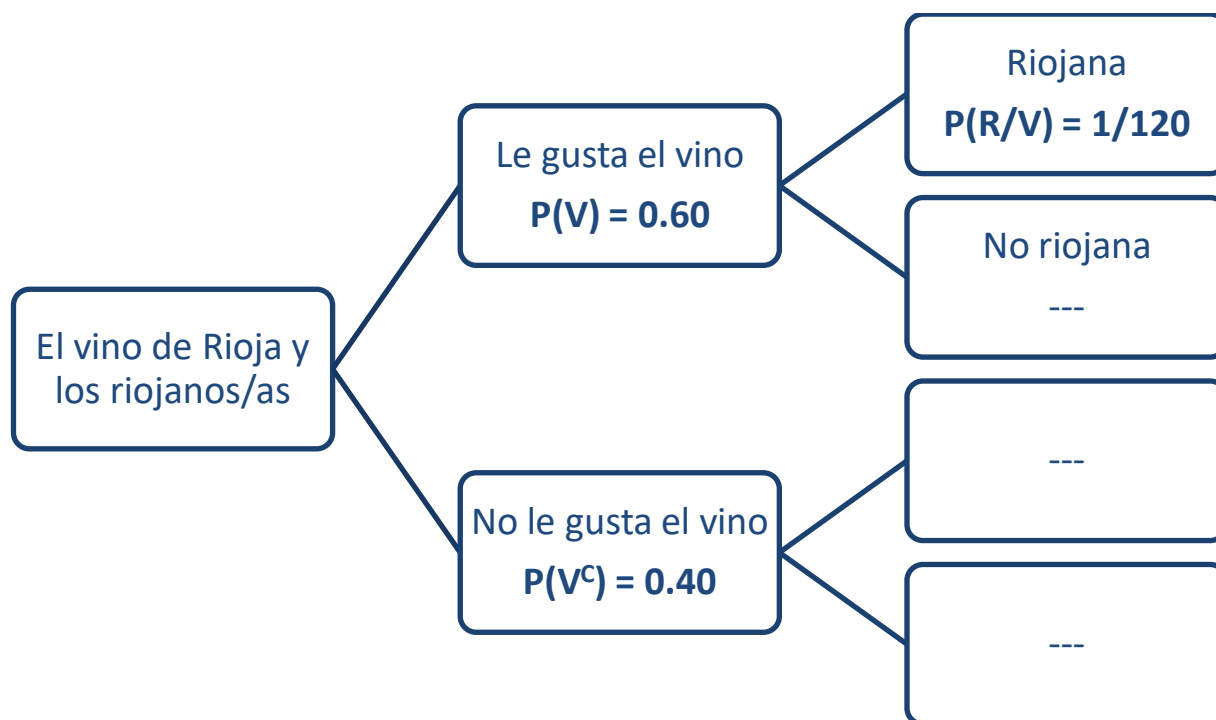 El vino de Rioja y
los riojanos/as
Le gusta el vino
P(V) = 0.60
No le gusta el vino
P(Vᶜ) = 0.40
Riojana
P(R/V) = 1/120
No riojana
---
---
---